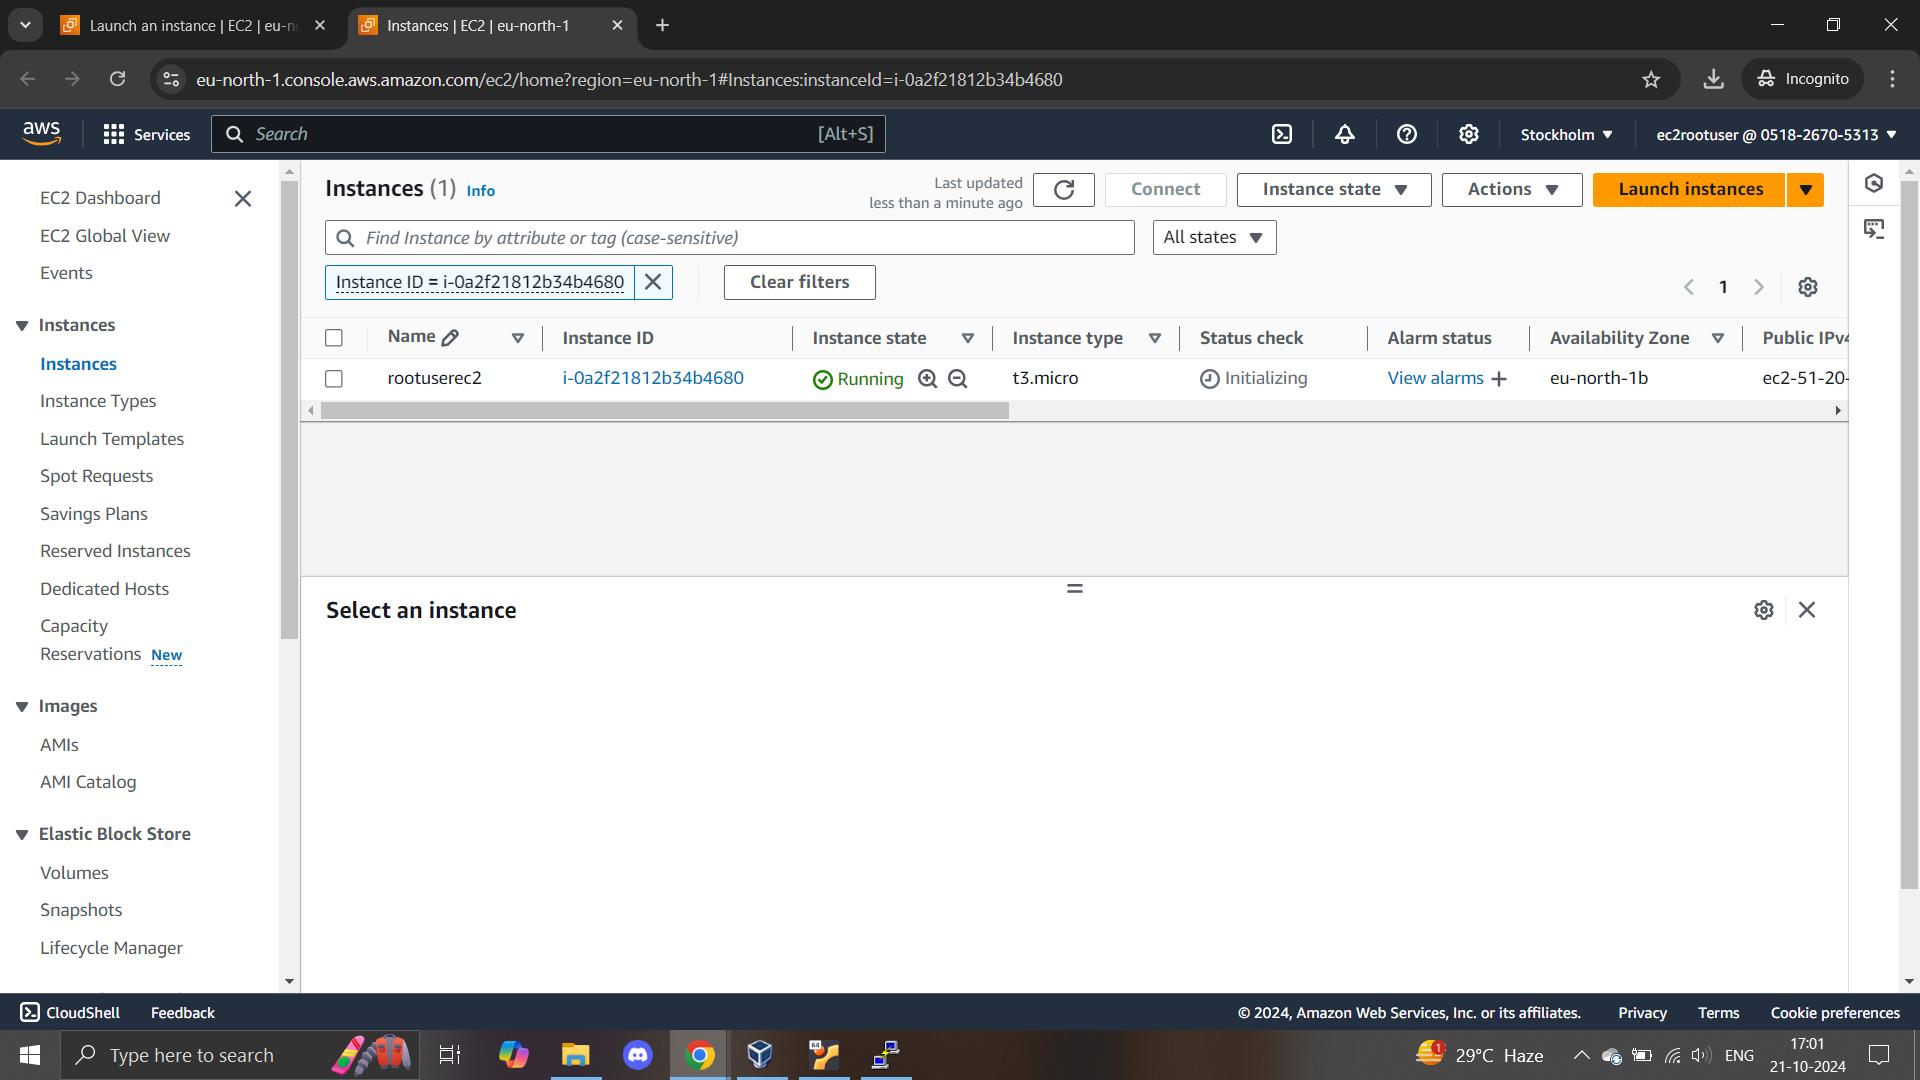 Launch an instance | EC2 | eu-n
Instances | EC2 | eu-north-1
eu-north-1.console.aws.amazon.com/ec2/home?region=eu-north-1#Instances:instanceId=i-0a2f21812b34b4680
Incognito
aws
Services
Search
[Alt+S]
Stockholm
ec2rootuser @ 0518-2670-5313
EC2 Dashboard
EC2 Global View
Events
Instances
Instances
Instance Types
Launch Templates
Spot Requests
Savings Plans
Reserved Instances
Dedicated Hosts
Capacity
Reservations New
Images
AMIs
AMI Catalog
Elastic Block Store
Volumes
Snapshots
Lifecycle Manager
Instances (1) Info
Last updated
less than a minute ago
Connect
Instance state
Actions
Launch instances
Find Instance by attribute or tag (case-sensitive)
All states
Instance ID = i-0a2f21812b34b4680
Clear filters
1
Name
Instance ID
Instance state
Instance type
Status check
Alarm status
Availability Zone
Public IPv4
rootuserec2
i-0a2f21812b34b4680
Running
t3.micro
Initializing
View alarms
eu-north-1b
ec2-51-20-
Select an instance
CloudShell
Feedback
© 2024, Amazon Web Services, Inc. or its affiliates.
Privacy
Terms
Cookie preferences
Type here to search
64
1
29°C Haze
ENG
17:01
21-10-2024